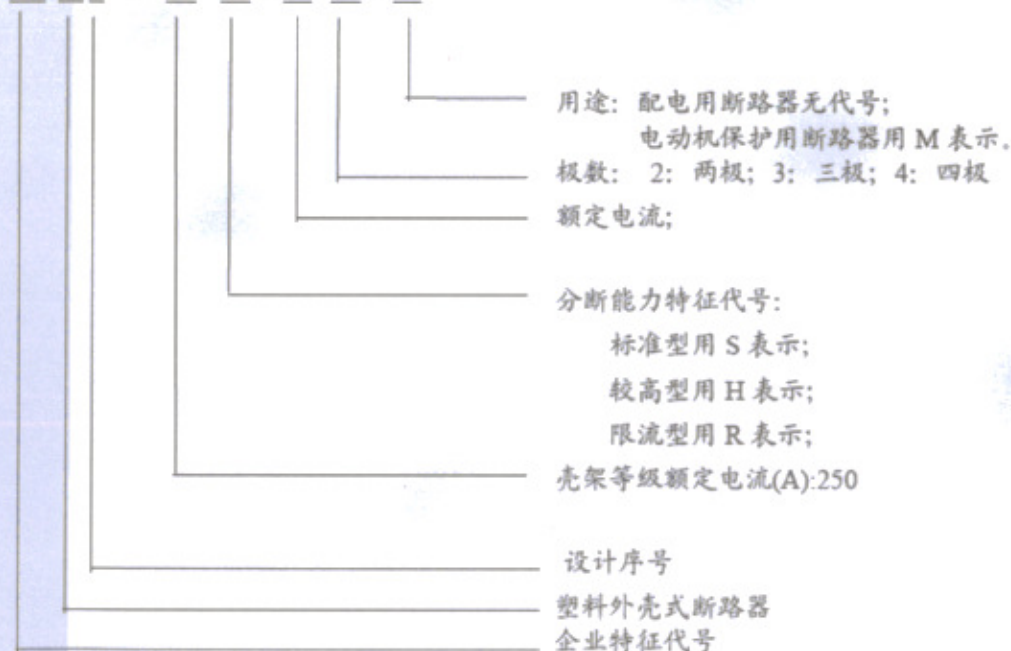 用途：配电用断路器无代号；
电动机保护用断路器用 M 表示.
极数： 2：两极；3：三极；4：四极
额定电流；
分断能力特征代号：
标准型用 S 表示；
较高型用 H 表示；
限流型用 R 表示；
壳架等级额定电流(A):250
设计序号
塑料外壳式断路器
企业特征代号